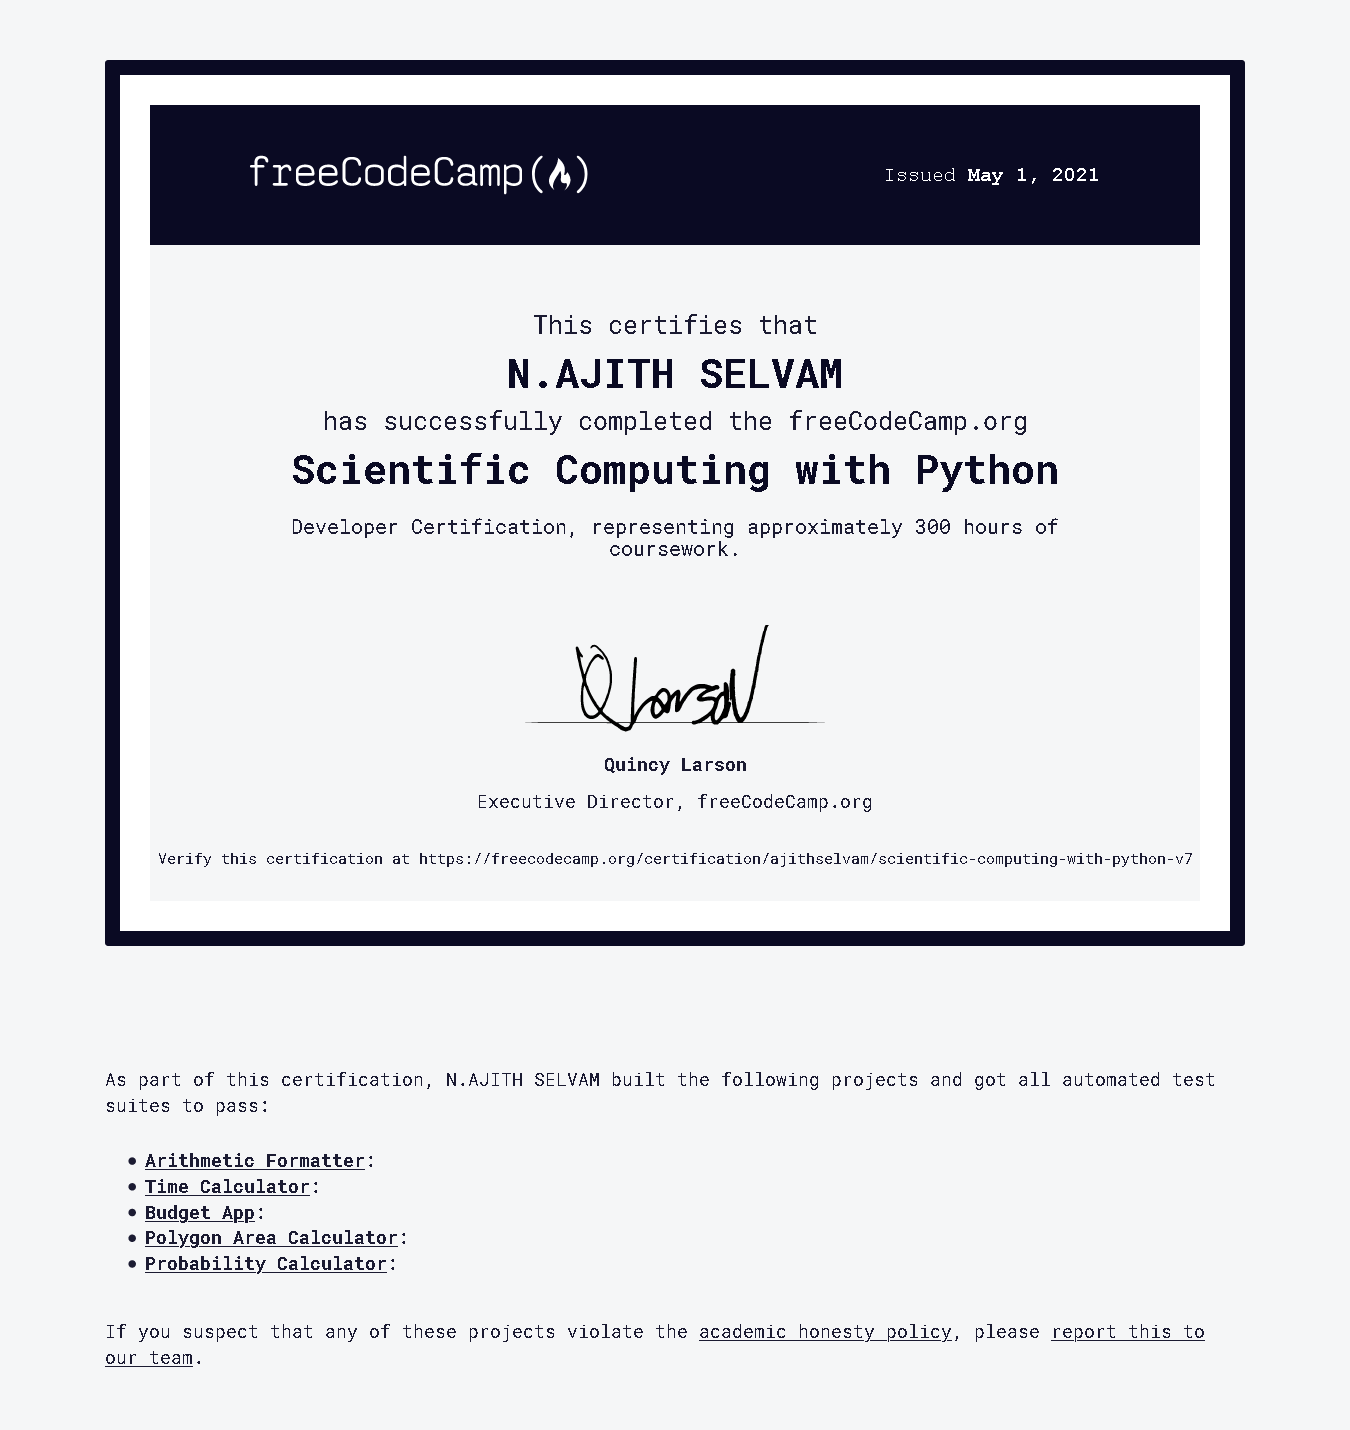 freeCodeCamp
Issued May 1, 2021
This certifies that
N.AJITH SELVAM
has successfully completed the freeCodeCamp.org
Scientific Computing with Python
Developer Certification, representing approximately 300 hours of
coursework.
Q Larson
Quincy Larson
Executive Director, freeCodeCamp.org
Verify this certification at https://freecodecamp.org/certification/ajithselvam/scientific-computing-with-python-v7
As part of this certification, N.AJITH SELVAM built the following projects and got all automated test
suites to pass:
• Arithmetic Formatter:
• Time Calculator:
• Budget App:
• Polygon Area Calculator:
• Probability Calculator:
If you suspect that any of these projects violate the academic honesty policy, please report this to
our team.